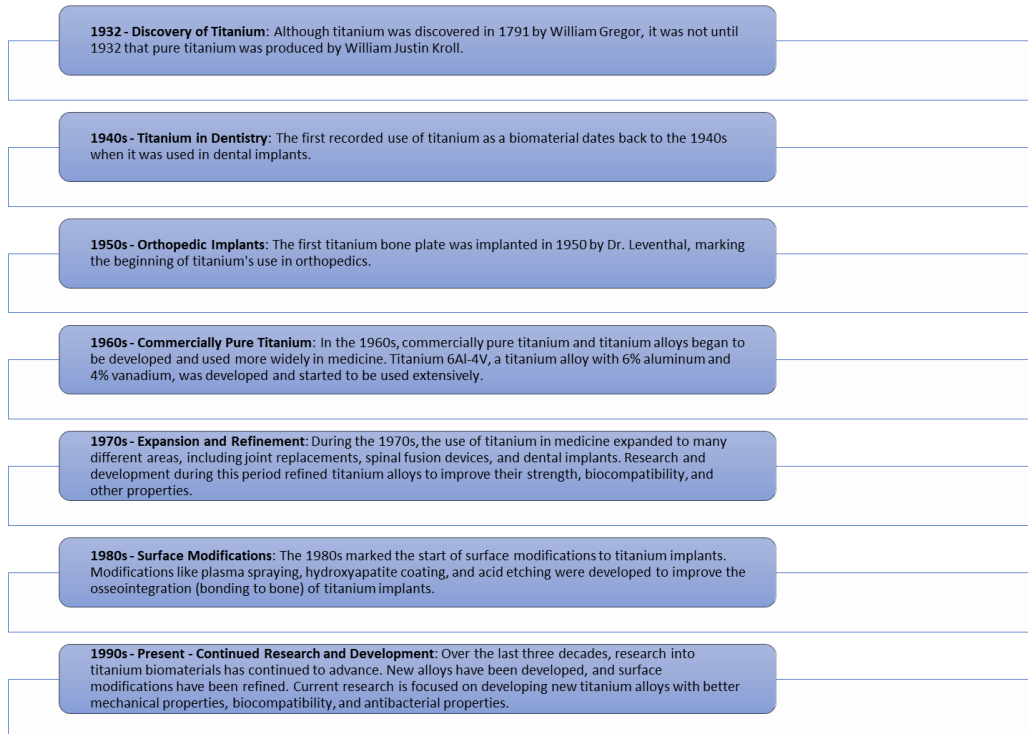 1932 - Discovery of Titanium: Although titanium was discovered in 1791 by William Gregor, it was not until
1932 that pure titanium was produced by William Justin Kroll.
1940s - Titanium in Dentistry: The first recorded use of titanium as a biomaterial dates back to the 1940s
when it was used in dental implants.
1950s - Orthopedic Implants: The first titanium bone plate was implanted in 1950 by Dr. Leventhal, marking
the beginning of titanium's use in orthopedics.
1960s - Commercially Pure Titanium: In the 1960s, commercially pure titanium and titanium alloys began to
be developed and used more widely in medicine. Titanium 6Al-4V, a titanium alloy with 6% aluminum and
4% vanadium, was developed and started to be used extensively.
1970s - Expansion and Refinement: During the 1970s, the use of titanium in medicine expanded to many
different areas, including joint replacements, spinal fusion devices, and dental implants. Research and
development during this period refined titanium alloys to improve their strength, biocompatibility, and
other properties.
1980s - Surface Modifications: The 1980s marked the start of surface modifications to titanium implants.
Modifications like plasma spraying, hydroxyapatite coating, and acid etching were developed to improve the
osseointegration (bonding to bone) of titanium implants.
1990s - Present - Continued Research and Development: Over the last three decades, research into
titanium biomaterials has continued to advance. New alloys have been developed, and surface
modifications have been refined. Current research is focused on developing new titanium alloys with better
mechanical properties, biocompatibility, and antibacterial properties.